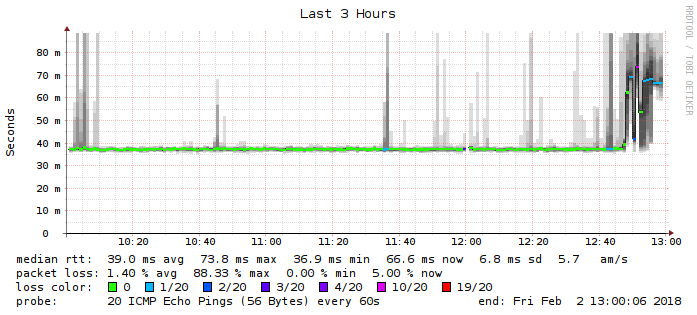 Last 3 Hours
RRDTOOL / TOBI OETIKER
Seconds
80 m
70 m
60 m
50 m
40 m
30 m
20 m
10 m
0
10:20 10:40 11:00 11:20 11:40 12:00 12:20 12:40 13:00
median rtt: 39.0 ms avg 73.8 ms max 36.9 ms min 66.6 ms now 6.8 ms sd 5.7 am/s
packet loss: 1.40 % avg 88.33 % max 0.00 % min 5.00 % now
loss color: 0 1/20 2/20 3/20 4/20 10/20 19/20
probe: 20 ICMP Echo Pings (56 Bytes) every 60s end: Fri Feb 2 13:00:06 2018